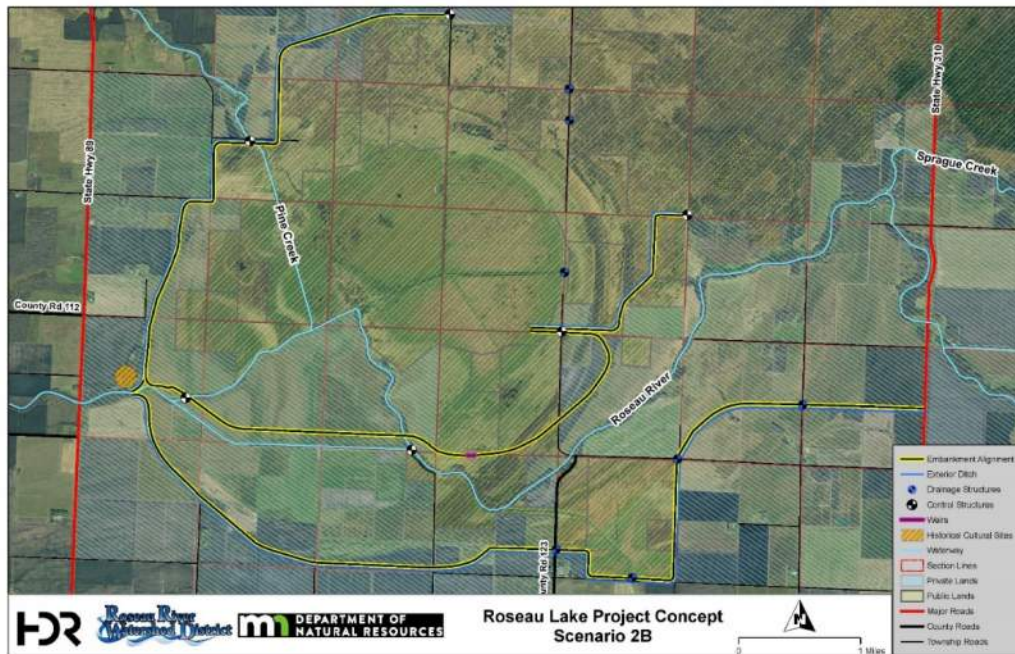 State Hwy 89
State Hwy 310
Sprague Creek
Pine Creek
County Rd 112
Roseau River
County Rd 123
Embankment Alignment
Exterior Ditch
Drainage Structures
Control Structures
Weirs
Historical Cultural Sites
Waterway
Section Lines
Private Lands
Public Lands
Major Roads
County Roads
Township Roads
HDR
Roseau River
Watershed District
mn DEPARTMENT OF
NATURAL RESOURCES
Roseau Lake Project Concept
Scenario 2B
N
0 1 Miles